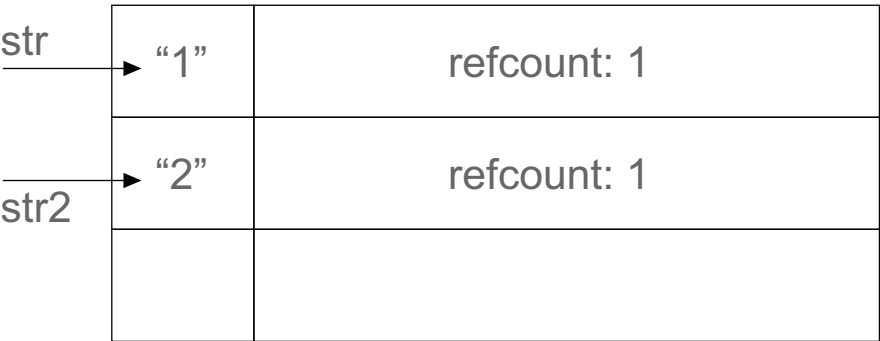 str
“1” refcount: 1
“2” refcount: 1
str2